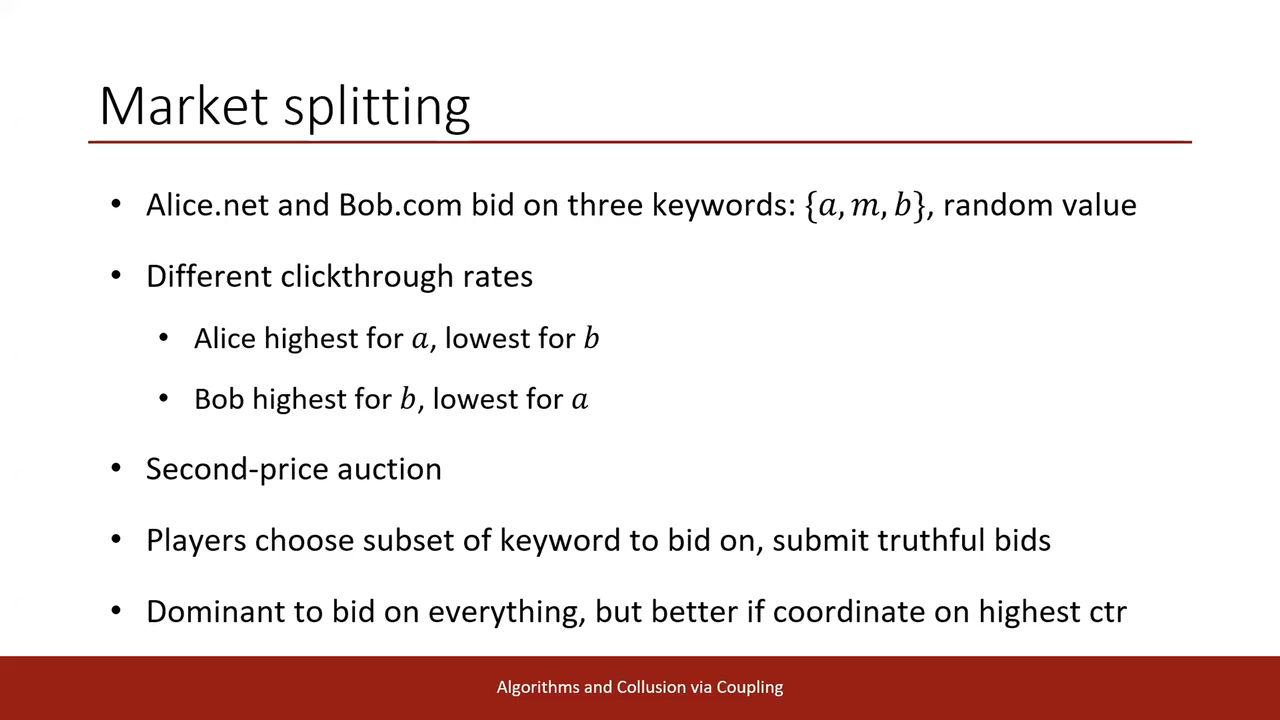 Market splitting
• Alice.net and Bob.com bid on three keywords: {a, m, b}, random value
• Different clickthrough rates
• Alice highest for a, lowest for b
• Bob highest for b, lowest for a
• Second-price auction
• Players choose subset of keyword to bid on, submit truthful bids
• Dominant to bid on everything, but better if coordinate on highest ctr
Algorithms and Collusion via Coupling